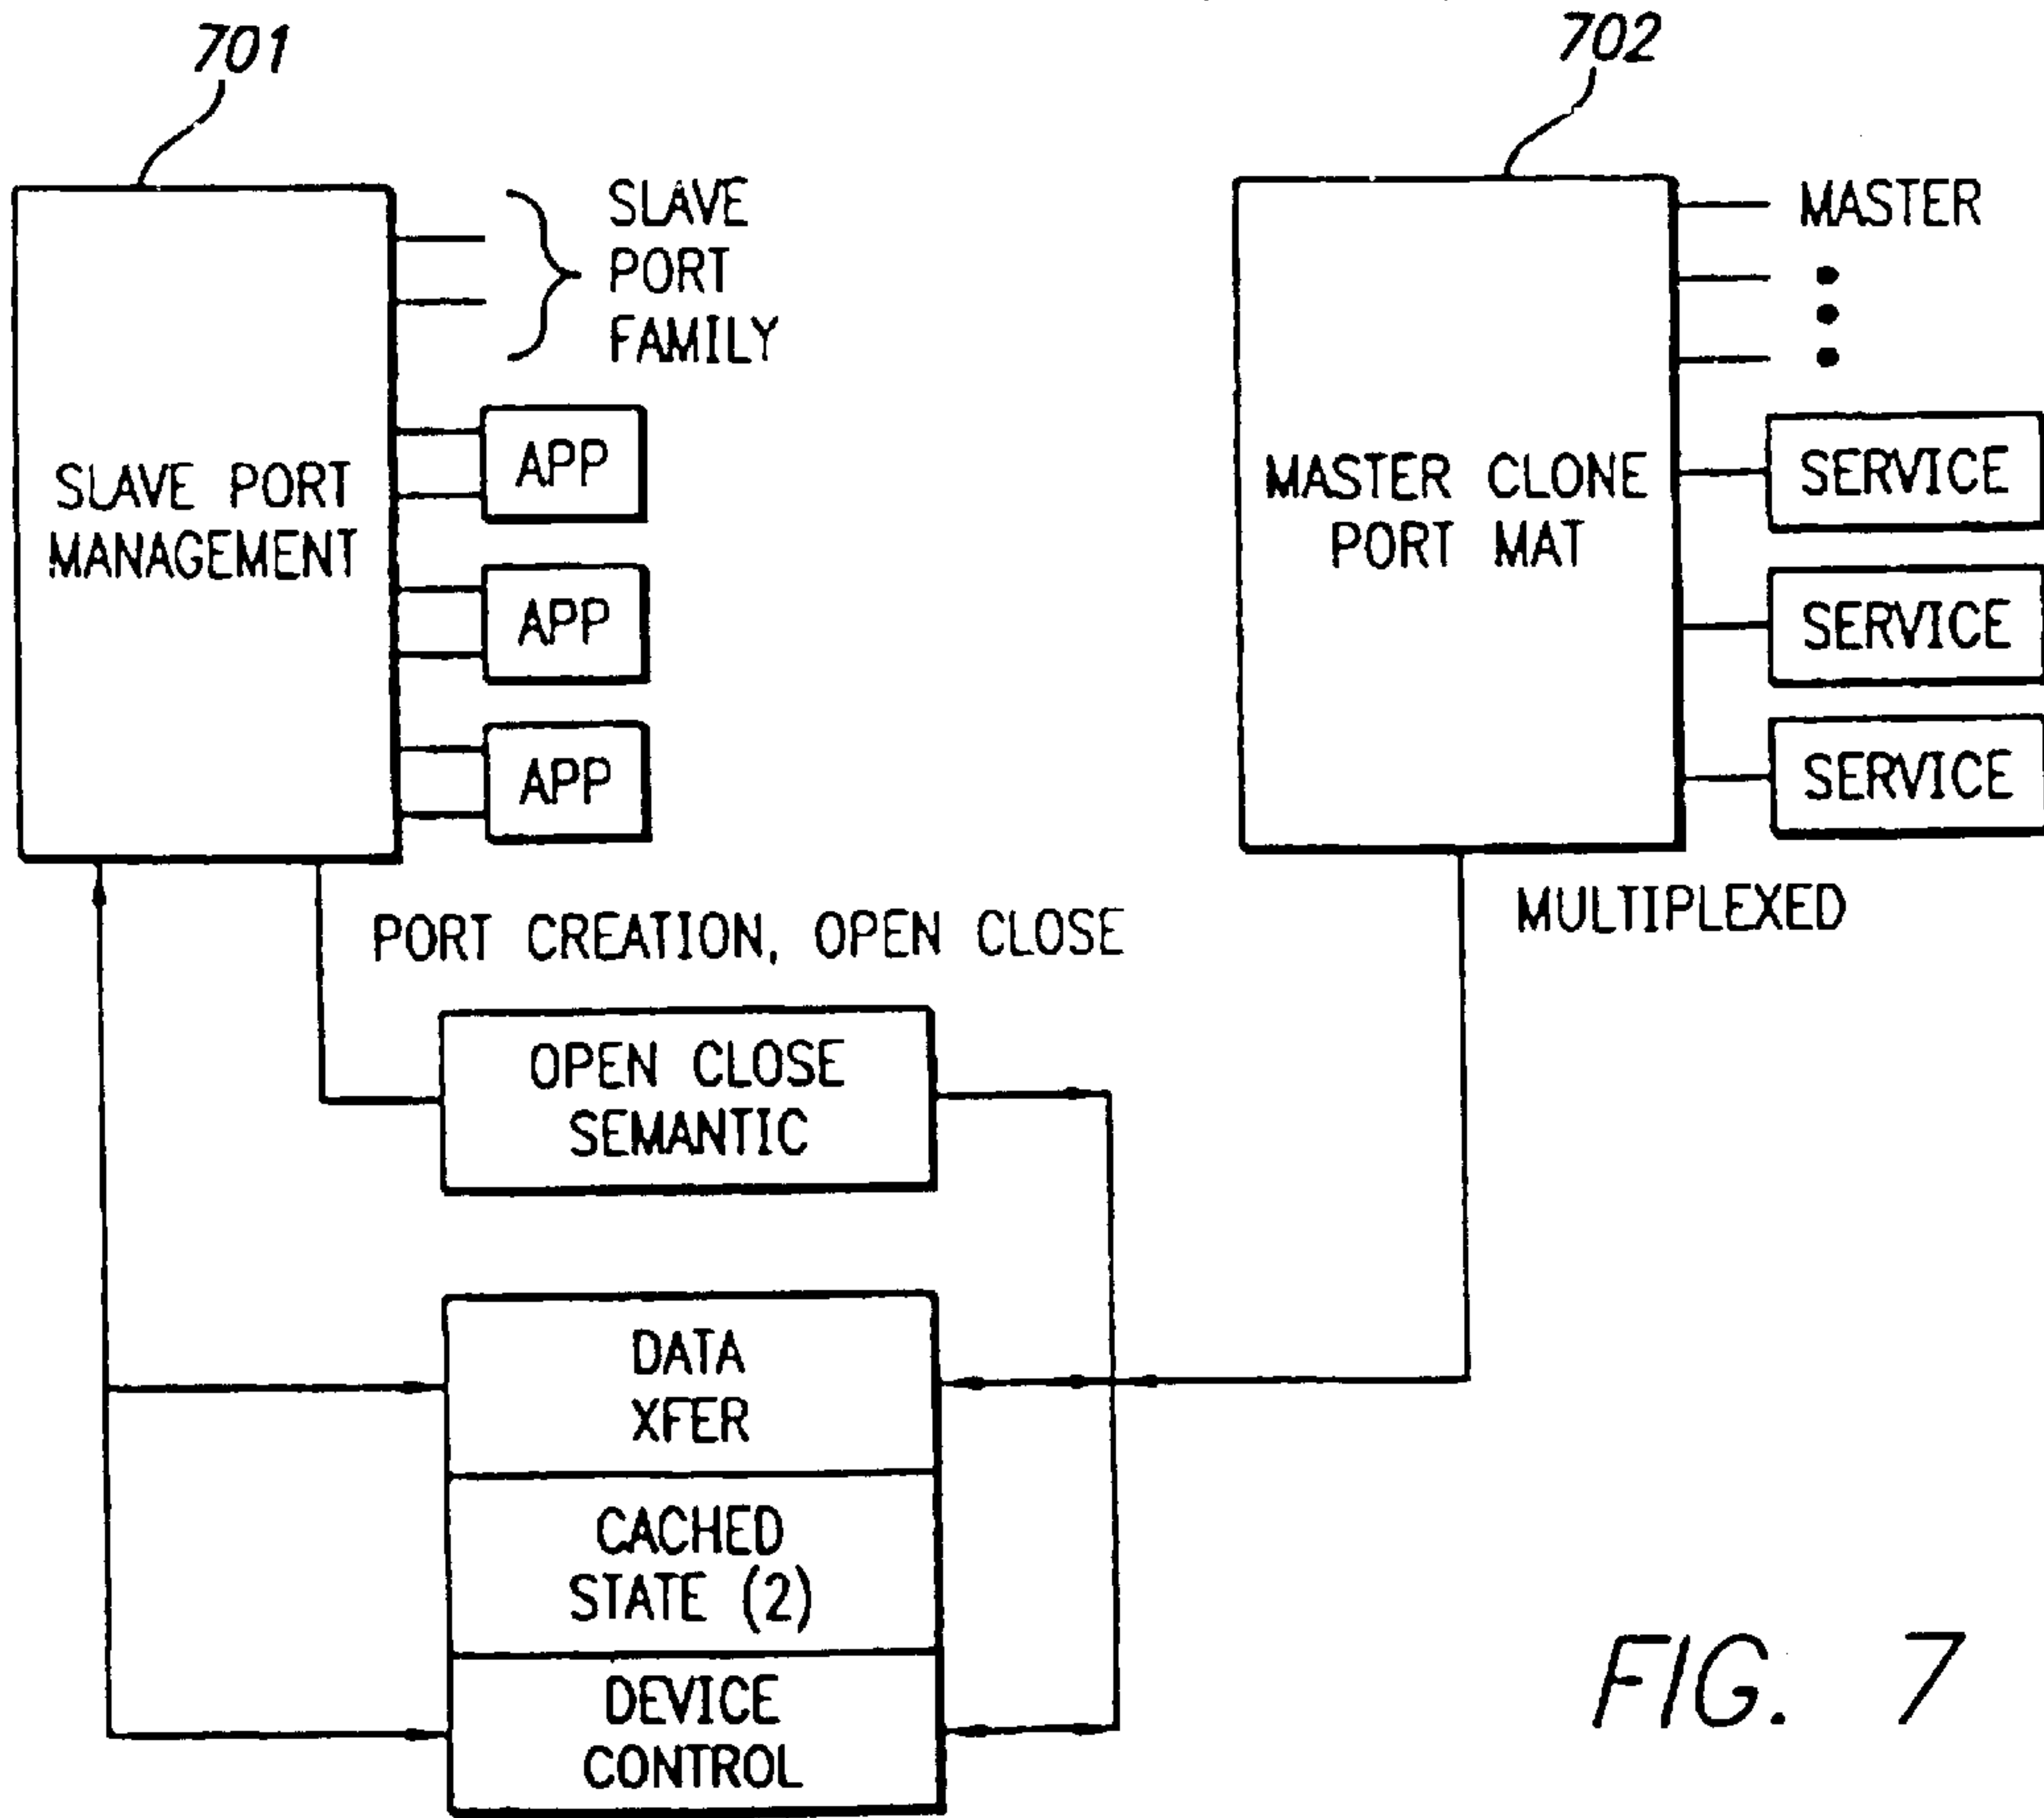 701
702
SLAVE
PORT
FAMILY
MASTER
SLAVE PORT
MANAGEMENT
APP
APP
APP
MASTER CLONE
PORT MAT
SERVICE
SERVICE
SERVICE
PORT CREATION, OPEN CLOSE
MULTIPLEXED
OPEN CLOSE
SEMANTIC
DATA
XFER
CACHED
STATE (2)
DEVICE
CONTROL
FIG. 7